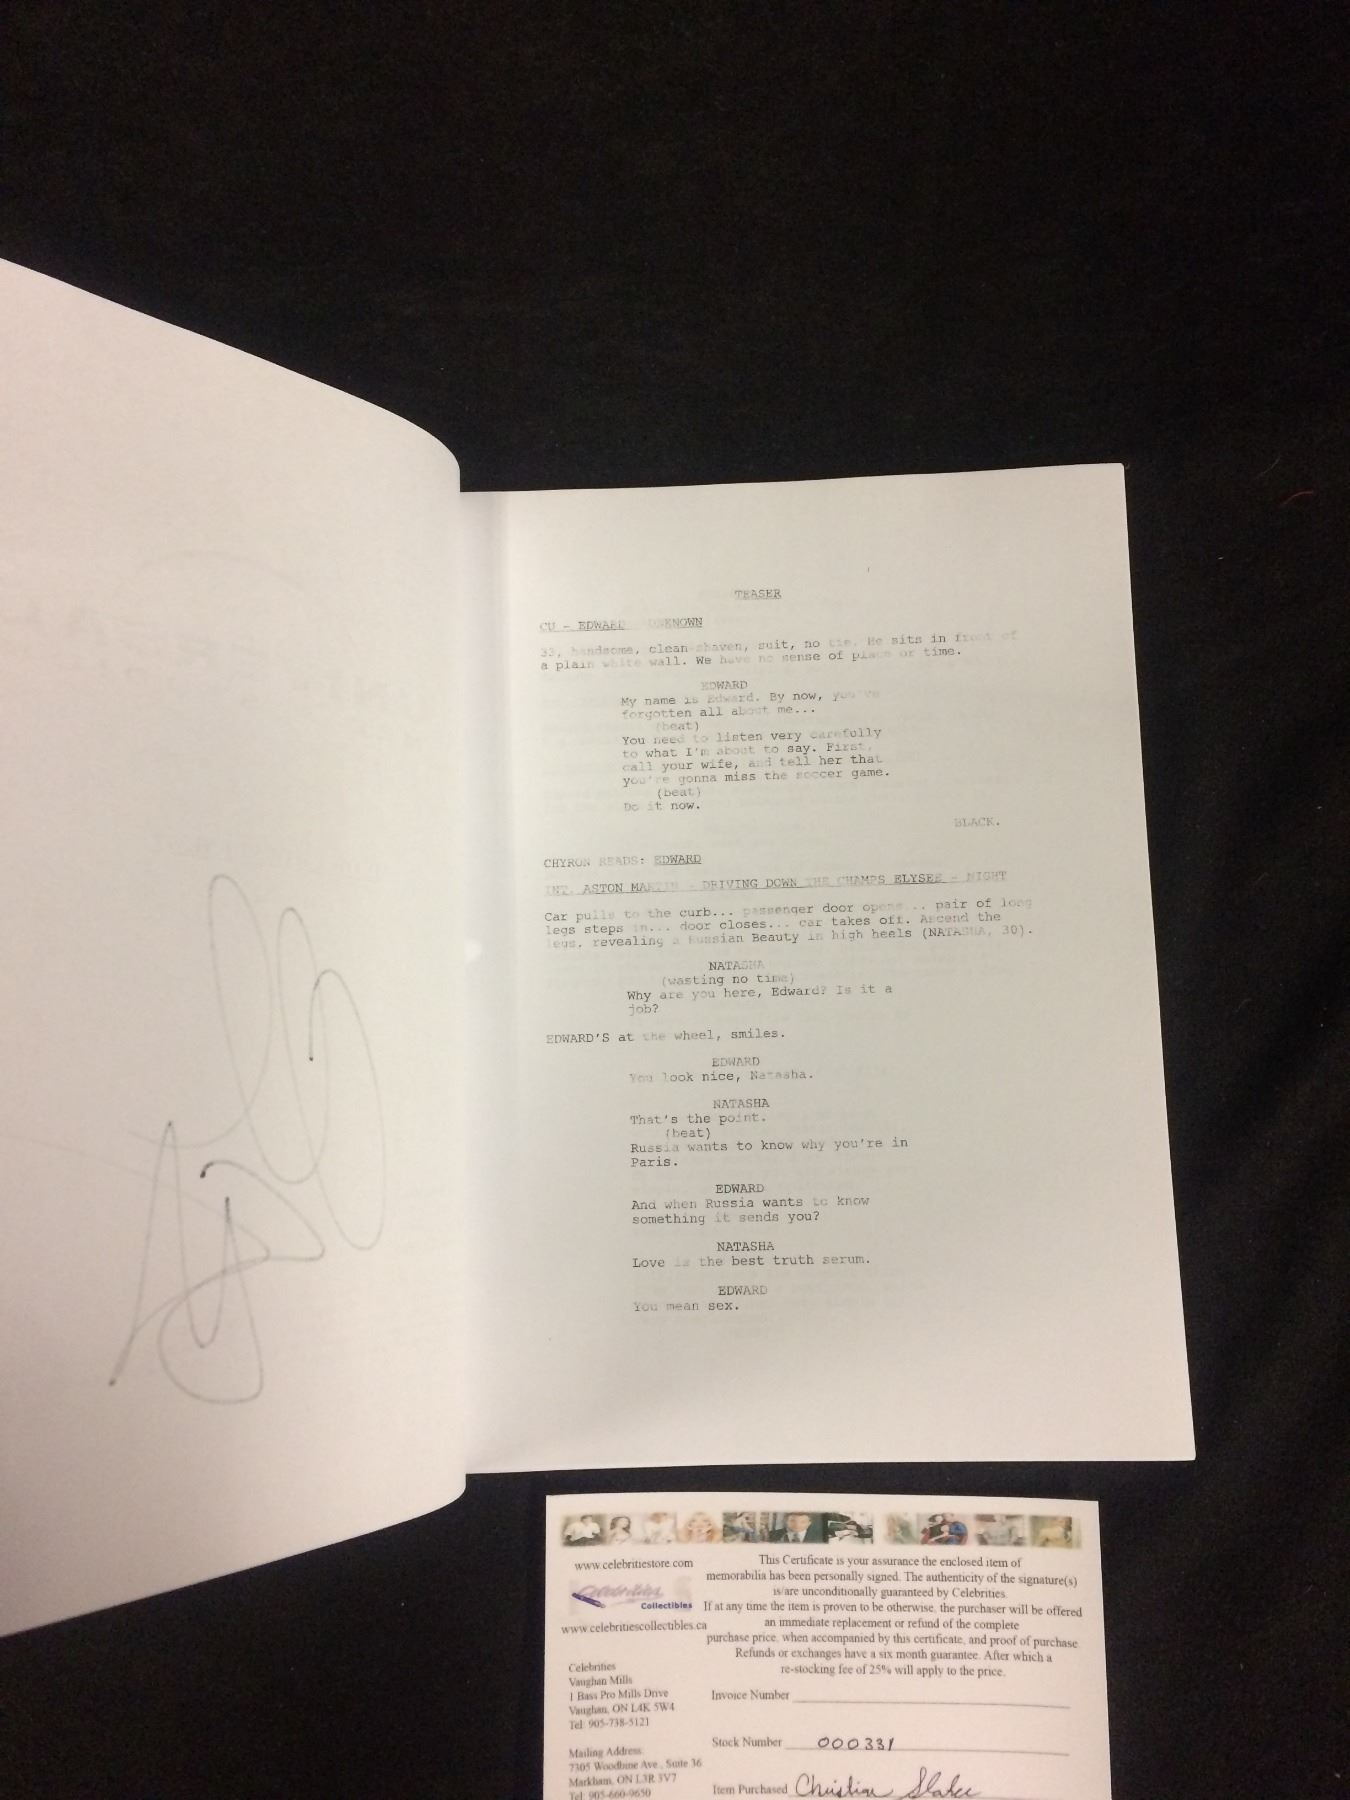 TEASER
CU - EDWARD UNKNOWN
33, handsome, clean-shaven, suit, no tie. He sits in front of
a plain white wall. We have no sense of place or time.
EDWARD
My name is Edward. By now, you've
forgotten all about me...
(beat)
You need to listen very carefully
to what I'm about to say. First,
call your wife, and tell her that
you're gonna miss the soccer game.
(beat)
Do it now.
BLACK.
CHYRON READS: EDWARD
INT. ASTON MARTIN - DRIVING DOWN THE CHAMPS ELYSEE - NIGHT
Car pulls to the curb... passenger door opens... pair of long
legs steps in... door closes... car takes off. Ascend the
legs, revealing a Russian Beauty in high heels (NATASHA, 30).
NATASHA
(wasting no time)
Why are you here, Edward? Is it a
job?
EDWARD'S at the wheel, smiles.
EDWARD
You look nice, Natasha.
NATASHA
That's the point.
(beat)
Russia wants to know why you're in
Paris.
EDWARD
And when Russia wants to know
something it sends you?
NATASHA
Love is the best truth serum.
EDWARD
You mean sex.
www.celebritiestore.com
Celebrities
Collectibles
www.celebritiescollectibles.ca
Celebrities
Vaughan Mills
1 Bass Pro Mills Drive
Vaughan, ON L4K 5W4
Tel: 905-738-5121
Mailing Address
7305 Woodbine Ave., Suite 36
Markham, ON L3R 3V7
Tel: 905-660-9650
This Certificate is your assurance the enclosed item of
memorabilia has been personally signed. The authenticity of the signature(s)
is/are unconditionally guaranteed by Celebrities.
If at any time the item is proven to be otherwise, the purchaser will be offered
an immediate replacement or refund of the complete
purchase price, when accompanied by this certificate, and proof of purchase.
Refunds or exchanges have a six month guarantee. After which a
re-stocking fee of 25% will apply to the price.
Invoice Number
Stock Number 000331
Item Purchased Christian Slater